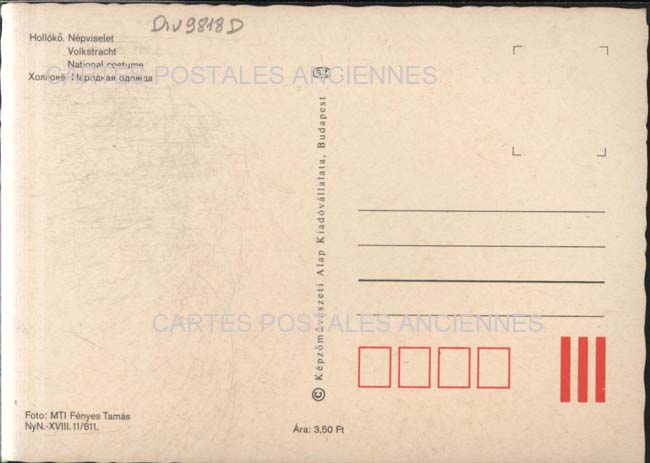 Div9818D
Hollókő. Népviselet
Volkstracht
National costume
Холлокё. Народная одежда
CARTES POSTALES ANCIENNES
© Képzőművészeti Alap Kiadóvállalata, Budapest
CARTES POSTALES ANCIENNES
Foto: MTI Fényes Tamás
NyN.-XVIII.11/811.
Ára: 3,50 Ft